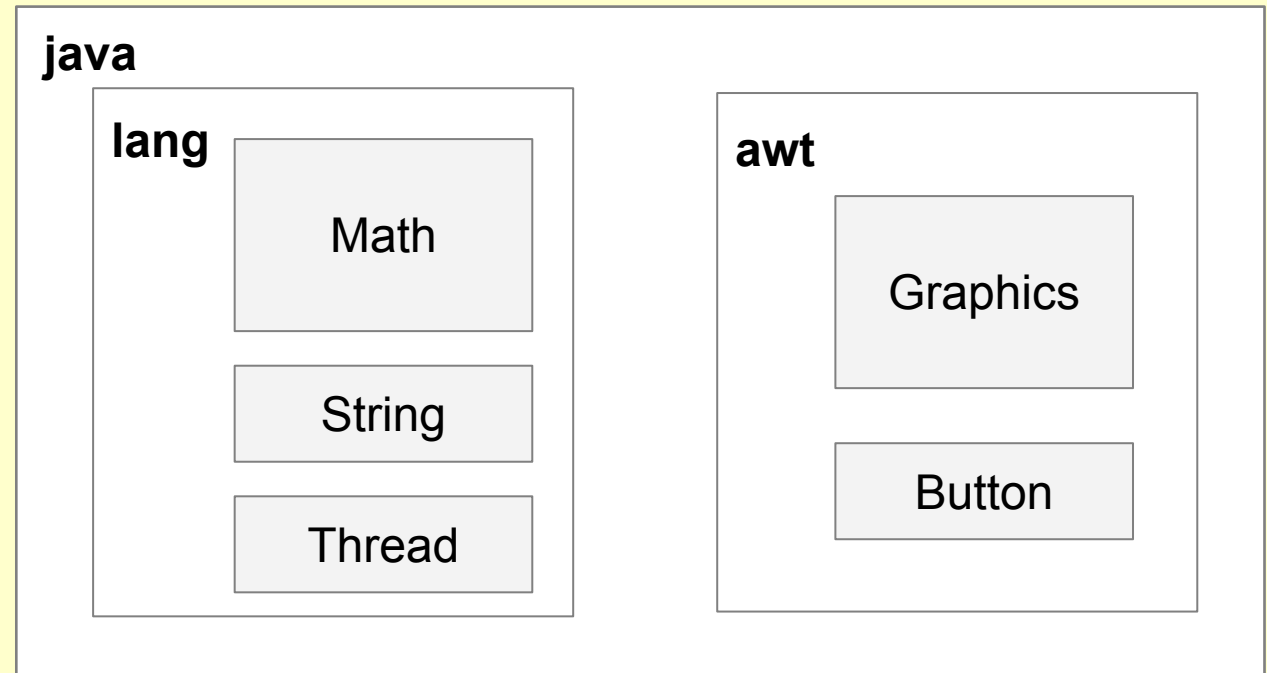 java
lang
Math
String
Thread
awt
Graphics
Button